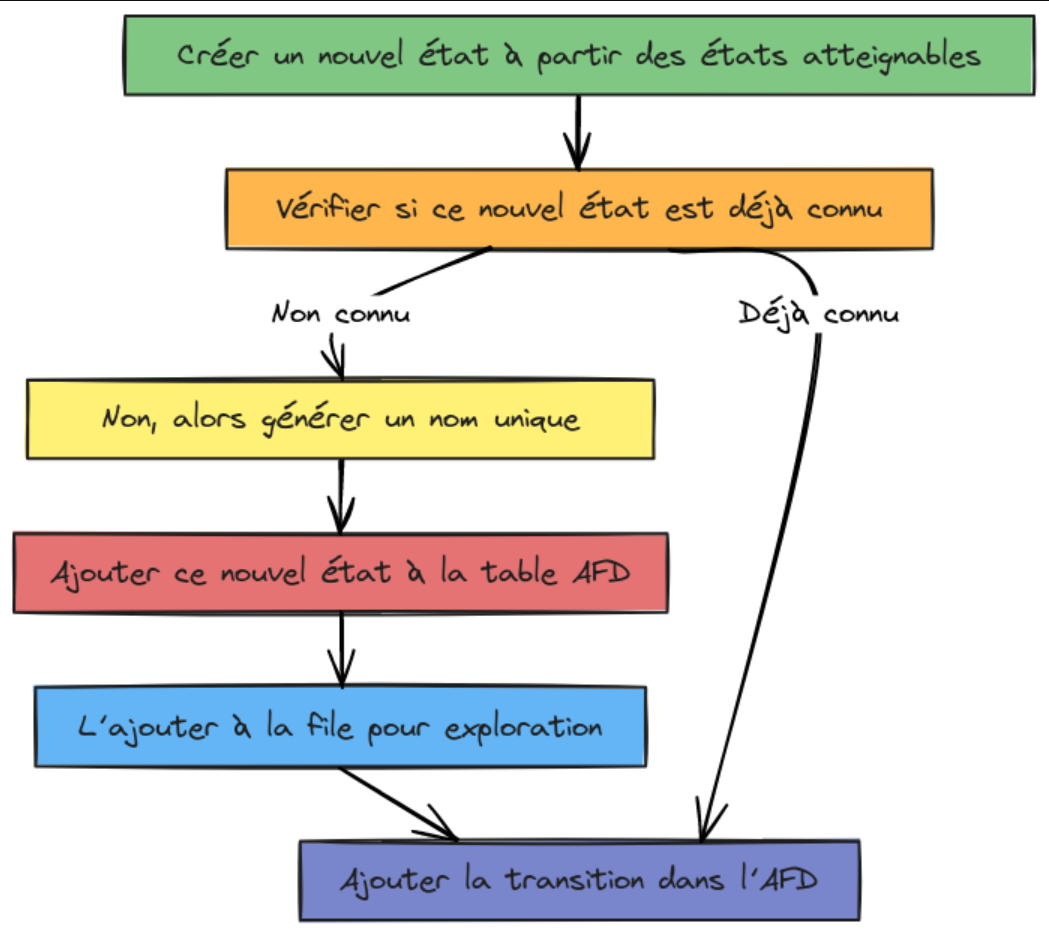 Créer un nouvel état à partir des états atteignables
Vérifier si ce nouvel état est déjà connu
Non connu
Déjà connu
Non, alors générer un nom unique
Ajouter ce nouvel état à la table AFD
L'ajouter à la file pour exploration
Ajouter la transition dans l'AFD